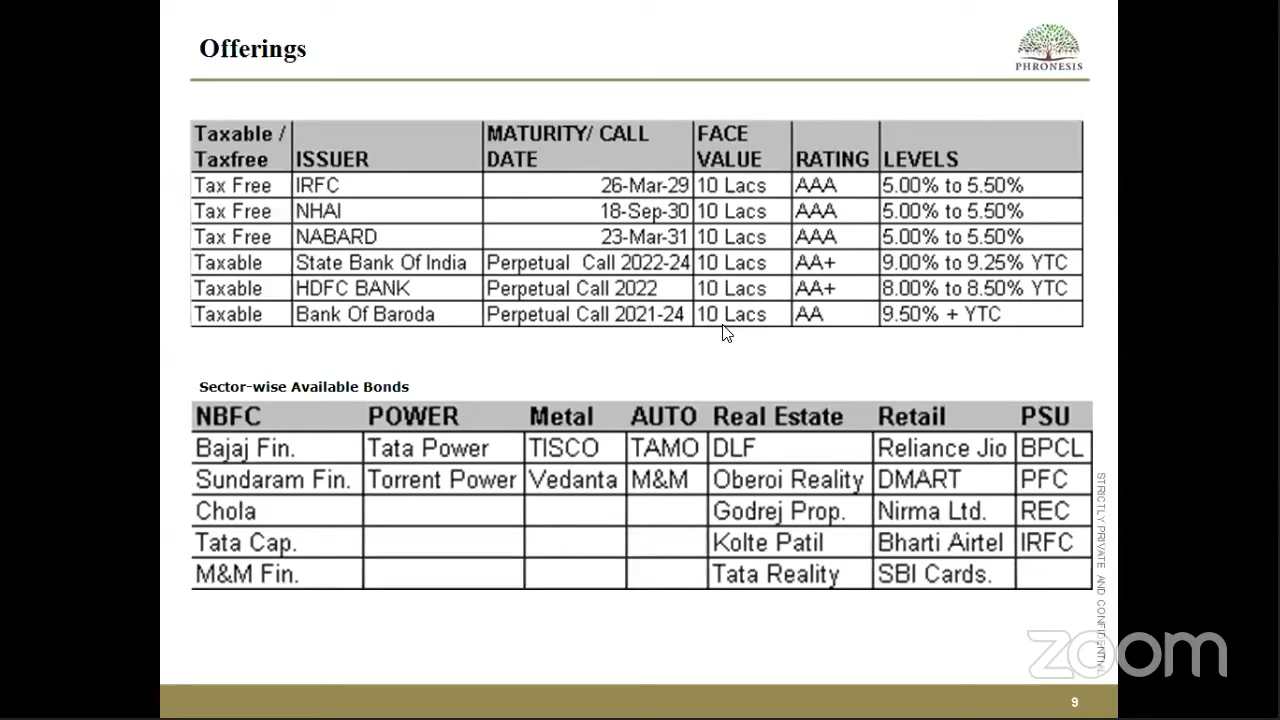 Offerings
PHRONESIS
Taxable / Taxfree ISSUER MATURITY/ CALL DATE FACE VALUE RATING LEVELS
Tax Free IRFC 26-Mar-29 10 Lacs AAA 5.00% to 5.50%
Tax Free NHAI 18-Sep-30 10 Lacs AAA 5.00% to 5.50%
Tax Free NABARD 23-Mar-31 10 Lacs AAA 5.00% to 5.50%
Taxable State Bank Of India Perpetual Call 2022-24 10 Lacs AA+ 9.00% to 9.25% YTC
Taxable HDFC BANK Perpetual Call 2022 10 Lacs AA+ 8.00% to 8.50% YTC
Taxable Bank Of Baroda Perpetual Call 2021-24 10 Lacs AA 9.50% + YTC
Sector-wise Available Bonds
NBFC POWER Metal AUTO Real Estate Retail PSU
Bajaj Fin. Tata Power TISCO TAMO DLF Reliance Jio BPCL
Sundaram Fin. Torrent Power Vedanta M&M Oberoi Reality DMART PFC
Chola Godrej Prop. Nirma Ltd. REC
Tata Cap. Kolte Patil Bharti Airtel IRFC
M&M Fin. Tata Reality SBI Cards.
STRICTLY PRIVATE AND CONFIDENTIAL
zoom
9